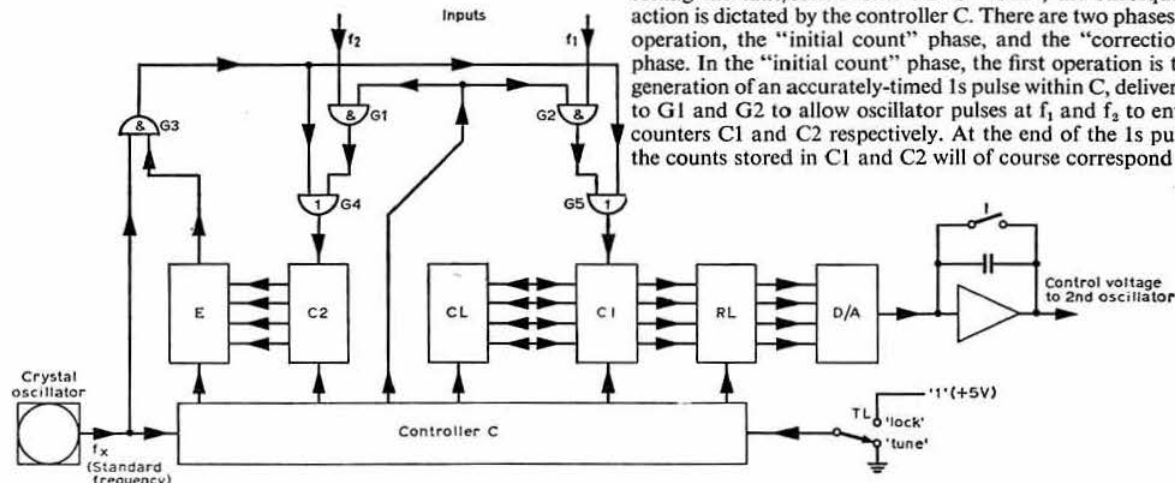 action is dictated by the controller C. There are two phases
operation, the "initial count" phase, and the "correctio
phase. In the "initial count" phase, the first operation is t
generation of an accurately-timed 1s pulse within C, deliver
to G1 and G2 to allow oscillator pulses at f₁ and f₂ to en
counters C1 and C2 respectively. At the end of the 1s pu
the counts stored in C1 and C2 will of course correspond
Inputs
f₂
f₁
& G3
& G1
G2 &
1 G4
G5 1
E
C2
CL
C1
RL
D/A
1
Control voltage
to 2nd oscillator
Crystal
oscillator
fx
(Standard
frequency)
Controller C
'1' (+5V)
TL
'lock'
'tune'